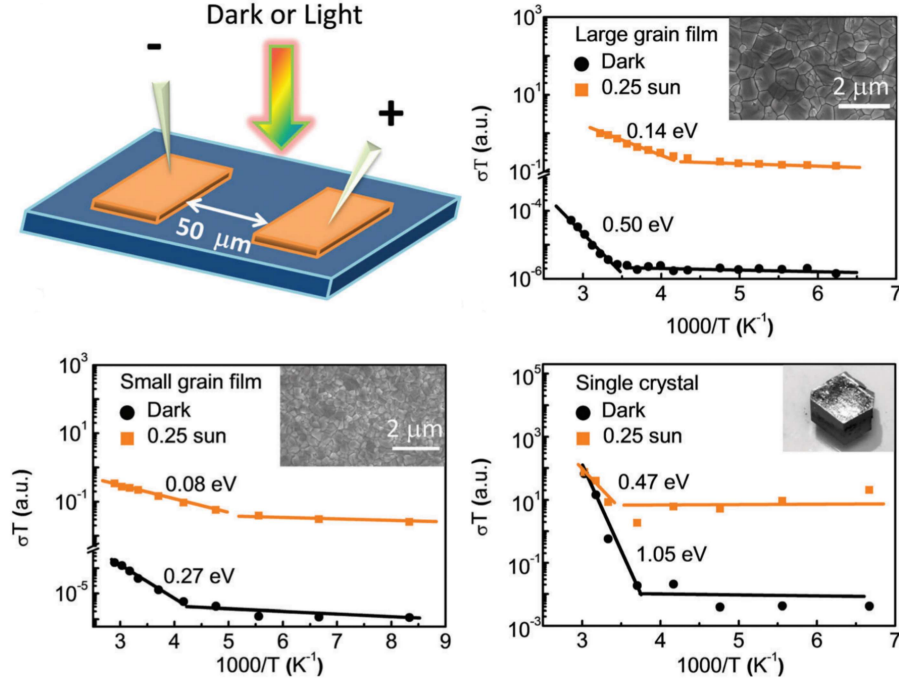 Dark or Light
-
+
50 μm
Large grain film
Dark
0.25 sun
2 μm
0.14 eV
0.50 eV
σT (a.u.)
10³
10¹
10⁻¹
10⁻⁴
10⁻⁶
3 4 5 6 7
1000/T (K⁻¹)
Small grain film
Dark
0.25 sun
2 μm
0.08 eV
0.27 eV
σT (a.u.)
10³
10¹
10⁻¹
10⁻⁵
3 4 5 6 7 8 9
1000/T (K⁻¹)
Single crystal
Dark
0.25 sun
0.47 eV
1.05 eV
σT (a.u.)
10⁵
10³
10¹
10⁻¹
10⁻³
3 4 5 6 7
1000/T (K⁻¹)